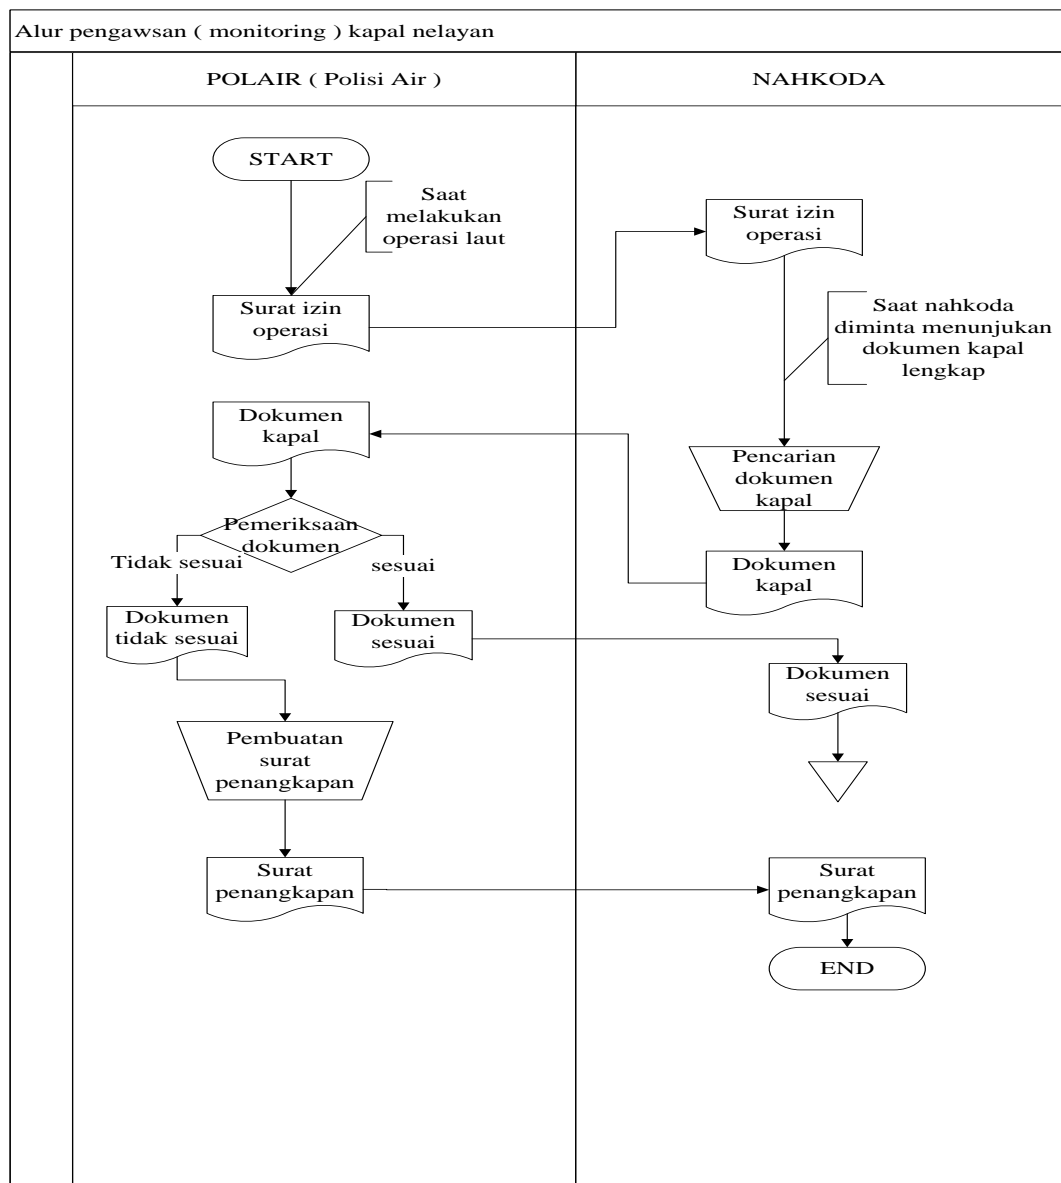 Alur pengawsan ( monitoring ) kapal nelayan
POLAIR ( Polisi Air )
NAHKODA
START
Saat
melakukan
operasi laut
Surat izin
operasi
Surat izin
operasi
Saat nahkoda
diminta menunjukan
dokumen kapal
lengkap
Dokumen
kapal
Pencarian
dokumen
kapal
Pemeriksaan
dokumen
Tidak sesuai
sesuai
Dokumen
kapal
Dokumen
tidak sesuai
Dokumen
sesuai
Dokumen
sesuai
Pembuatan
surat
penangkapan
Surat
penangkapan
Surat
penangkapan
END